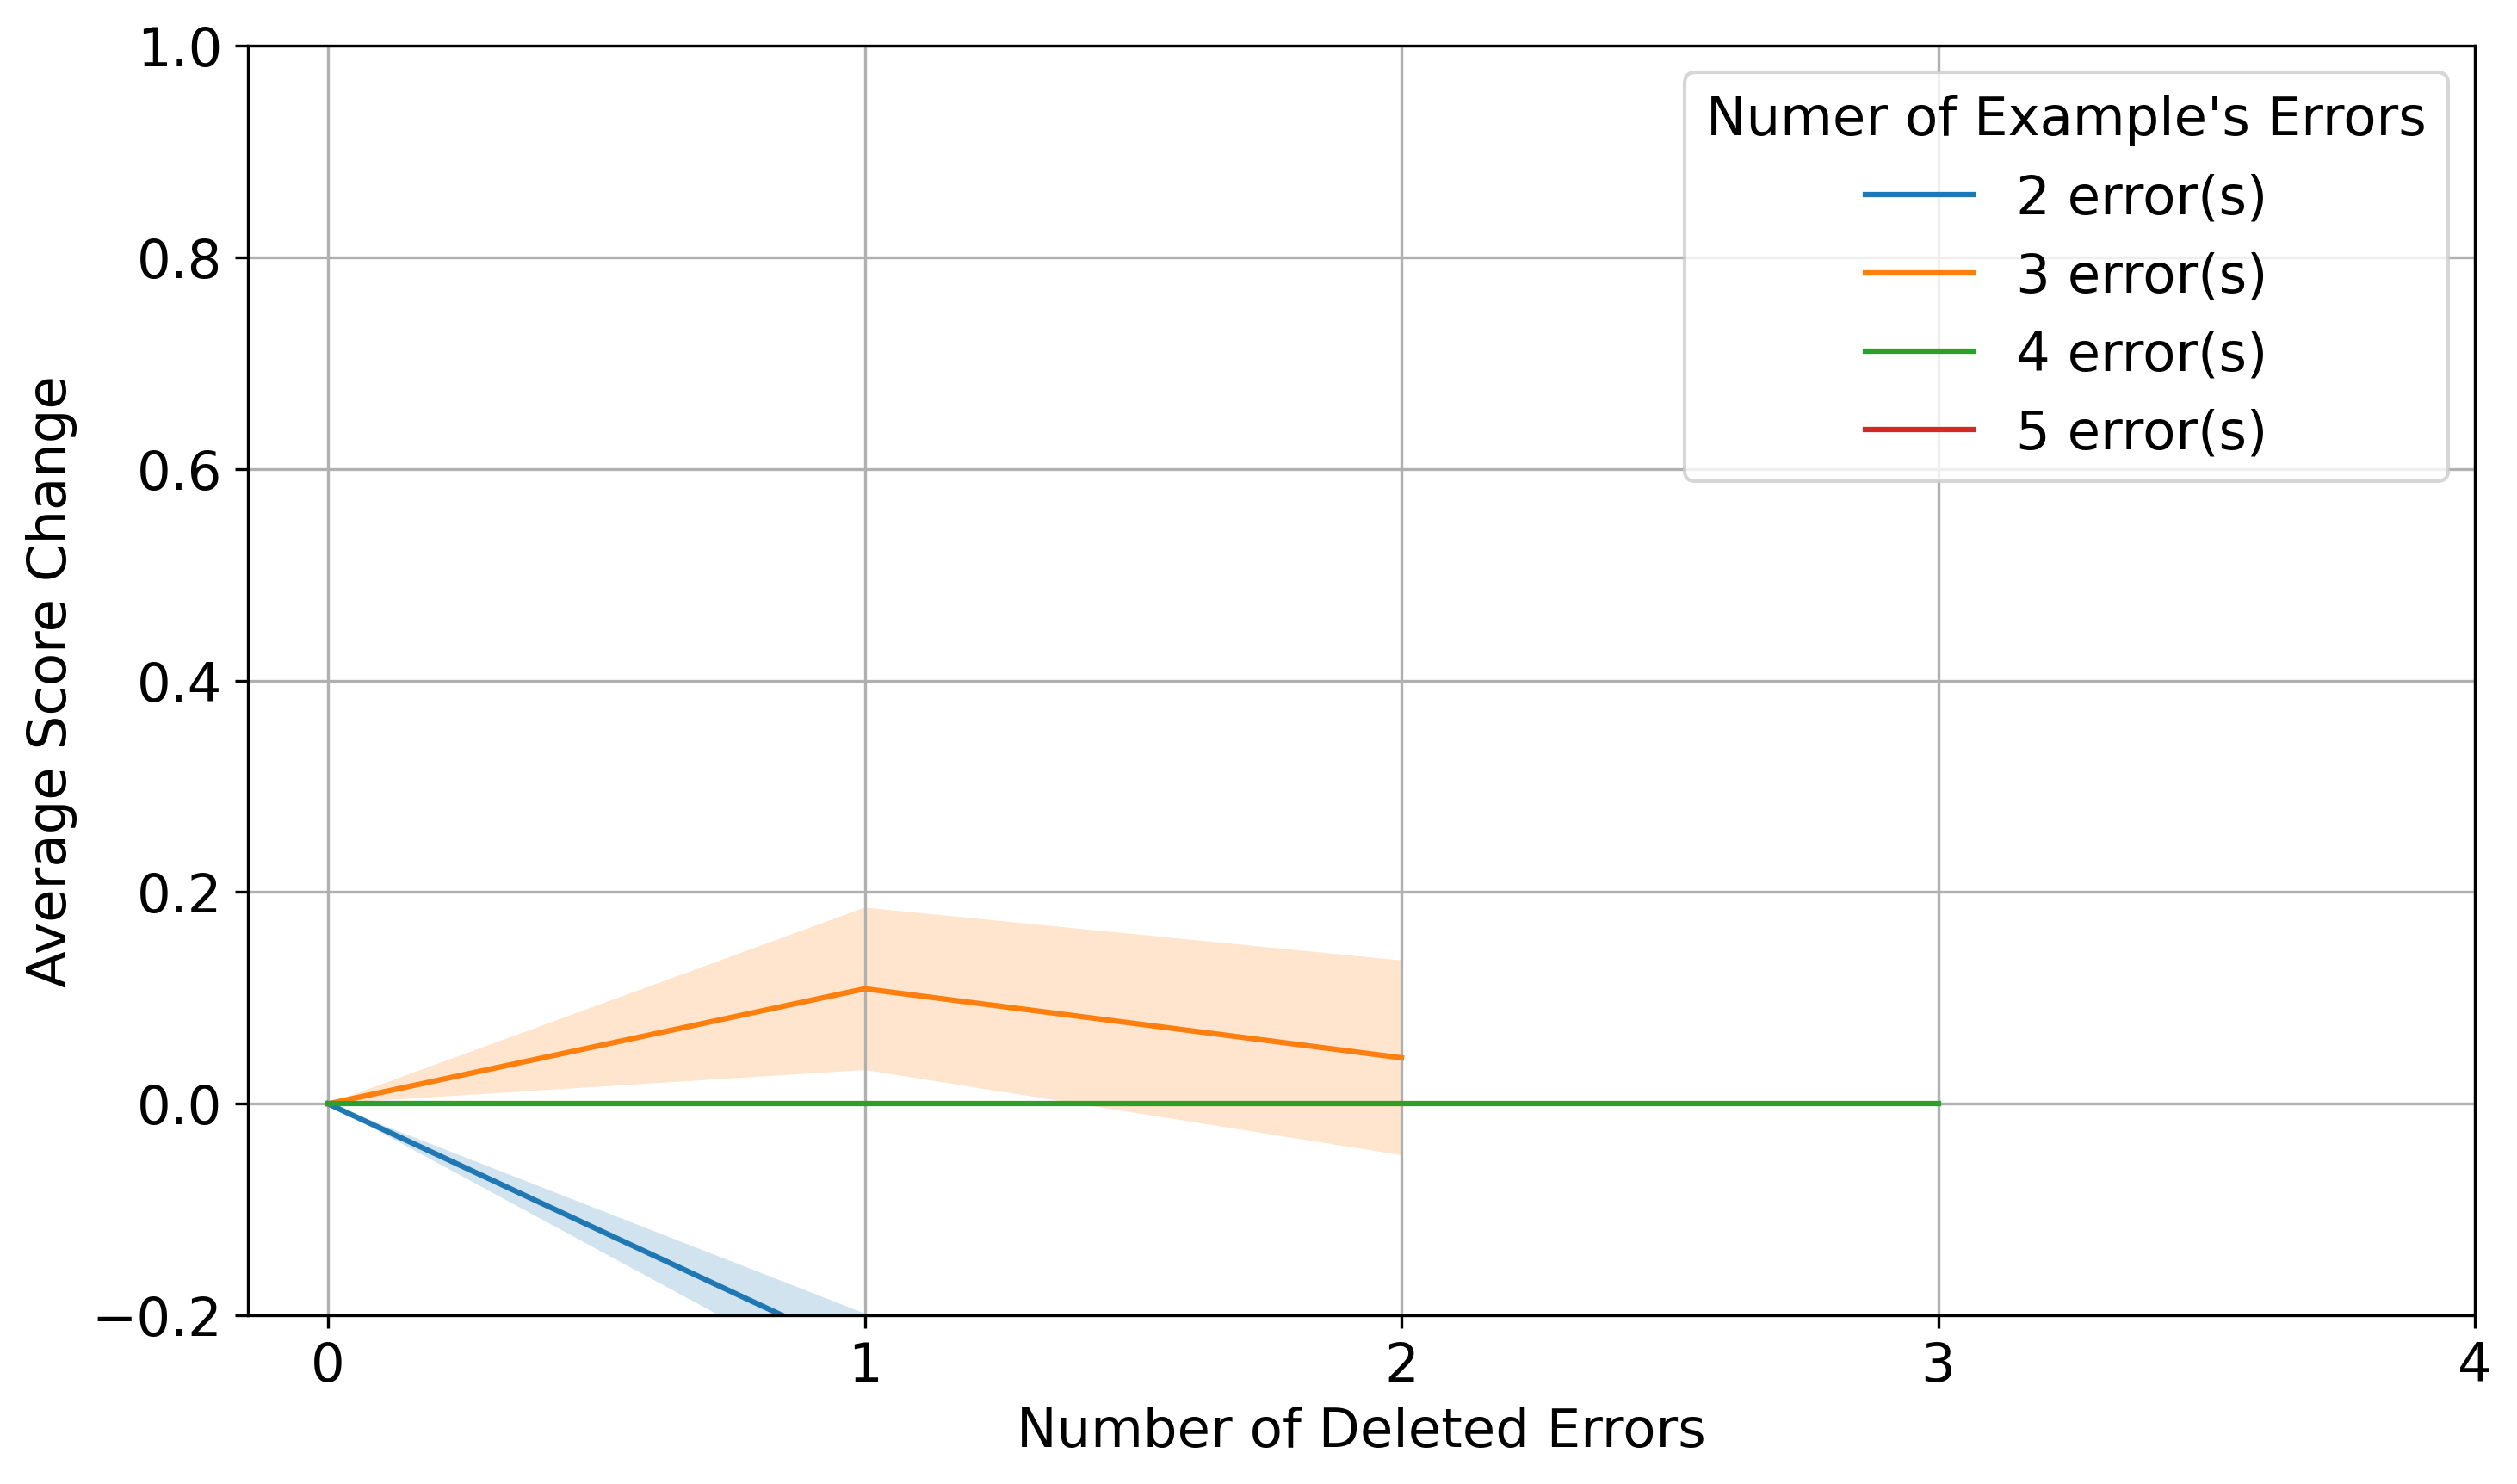 1.0
0.8
0.6
0.4
0.2
0.0
−0.2
Average Score Change
Numer of Example's Errors
2 error(s)
3 error(s)
4 error(s)
5 error(s)
0 1 2 3 4
Number of Deleted Errors